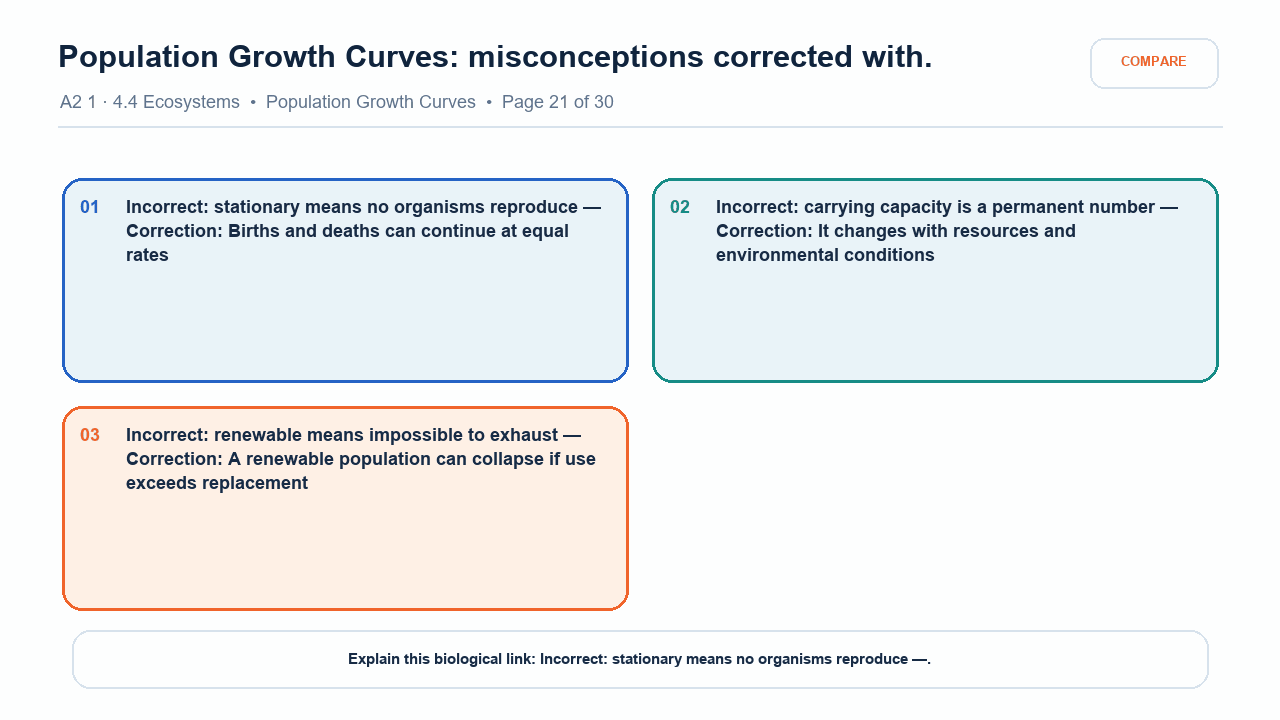 Population Growth Curves: misconceptions corrected with.
COMPARE
A2 1 · 4.4 Ecosystems • Population Growth Curves • Page 21 of 30
01
Incorrect: stationary means no organisms reproduce —
Correction: Births and deaths can continue at equal
rates
02
Incorrect: carrying capacity is a permanent number —
Correction: It changes with resources and
environmental conditions
03
Incorrect: renewable means impossible to exhaust —
Correction: A renewable population can collapse if use
exceeds replacement
Explain this biological link: Incorrect: stationary means no organisms reproduce —.